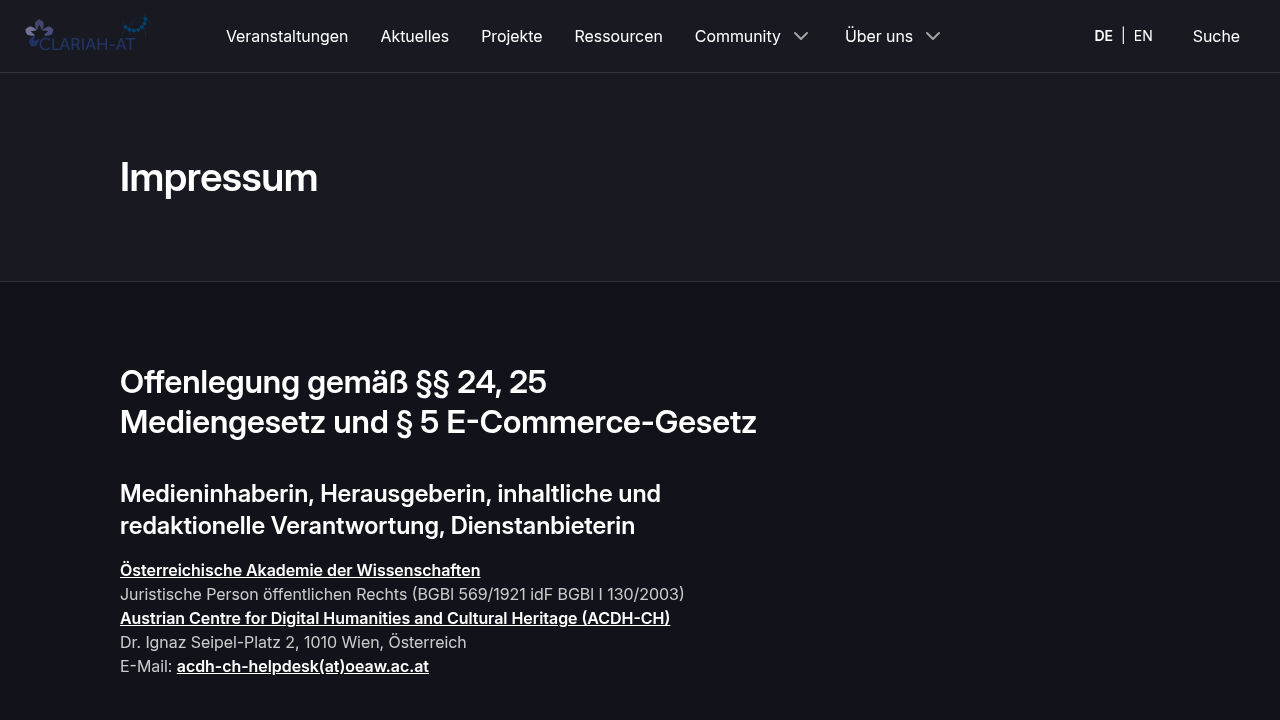 CLARIAH-AT
Veranstaltungen
Aktuelles
Projekte
Ressourcen
Community
Über uns
DE | EN
Suche
Impressum
Offenlegung gemäß §§ 24, 25
Mediengesetz und § 5 E-Commerce-Gesetz
Medieninhaberin, Herausgeberin, inhaltliche und
redaktionelle Verantwortung, Dienstanbieterin
Österreichische Akademie der Wissenschaften
Juristische Person öffentlichen Rechts (BGBl 569/1921 idF BGBl I 130/2003)
Austrian Centre for Digital Humanities and Cultural Heritage (ACDH-CH)
Dr. Ignaz Seipel-Platz 2, 1010 Wien, Österreich
E-Mail: acdh-ch-helpdesk(at)oeaw.ac.at